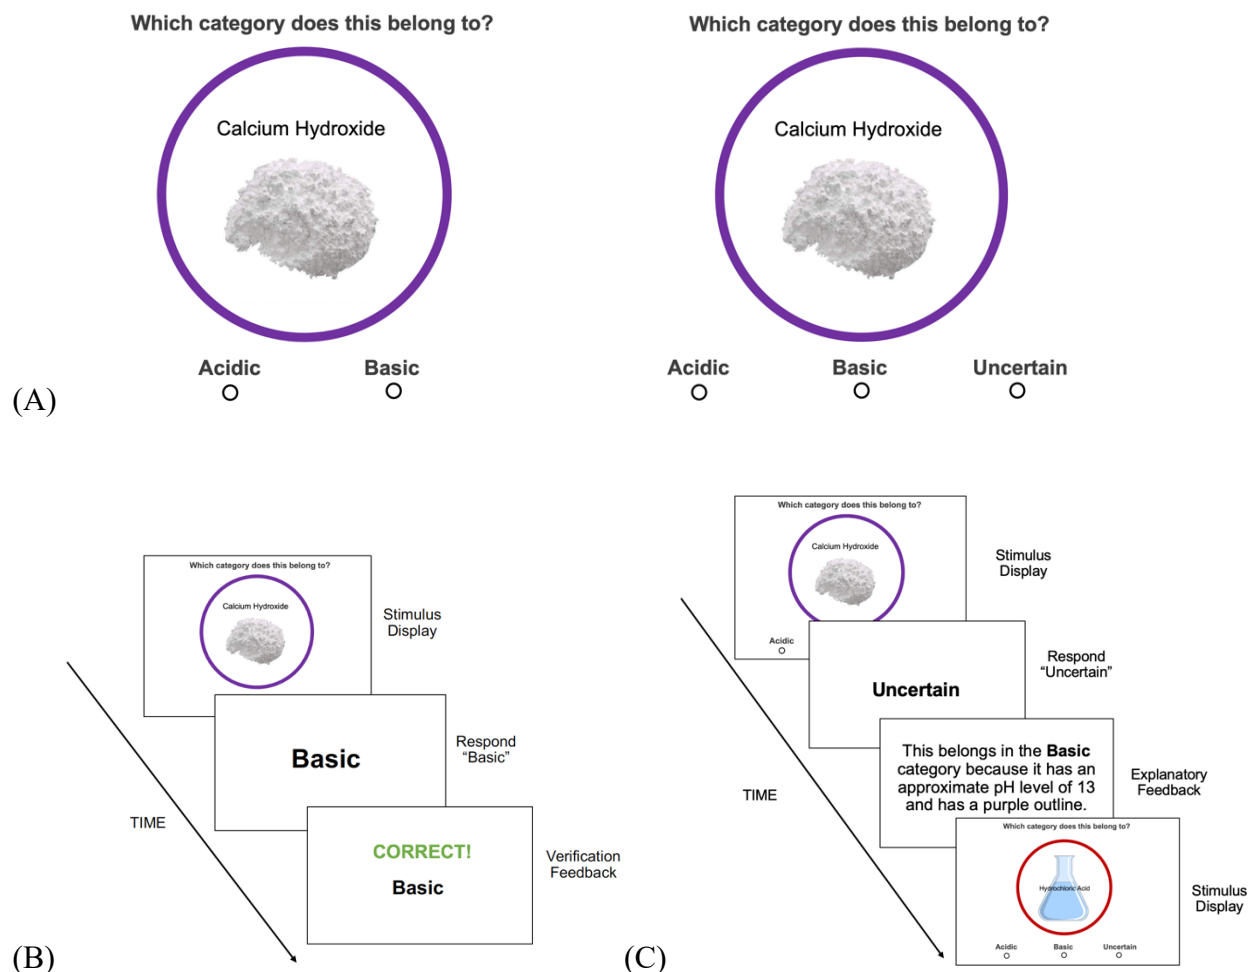 Which category does this belong to?
Calcium Hydroxide
Acidic
Basic
Which category does this belong to?
Calcium Hydroxide
Acidic
Basic
Uncertain
(A)
Which category does this belong to?
Calcium Hydroxide
Stimulus
Display
Basic
Respond
“Basic”
TIME
CORRECT!
Basic
Verification
Feedback
(B)
Which category does this belong to?
Calcium Hydroxide
Acidic
Stimulus
Display
Uncertain
Respond
“Uncertain”
This belongs in the Basic
category because it has an
approximate pH level of 13
and has a purple outline.
Explanatory
Feedback
TIME
Which category does this belong to?
Hydrochloric Acid
Acidic
Basic
Uncertain
Stimulus
Display
(C)